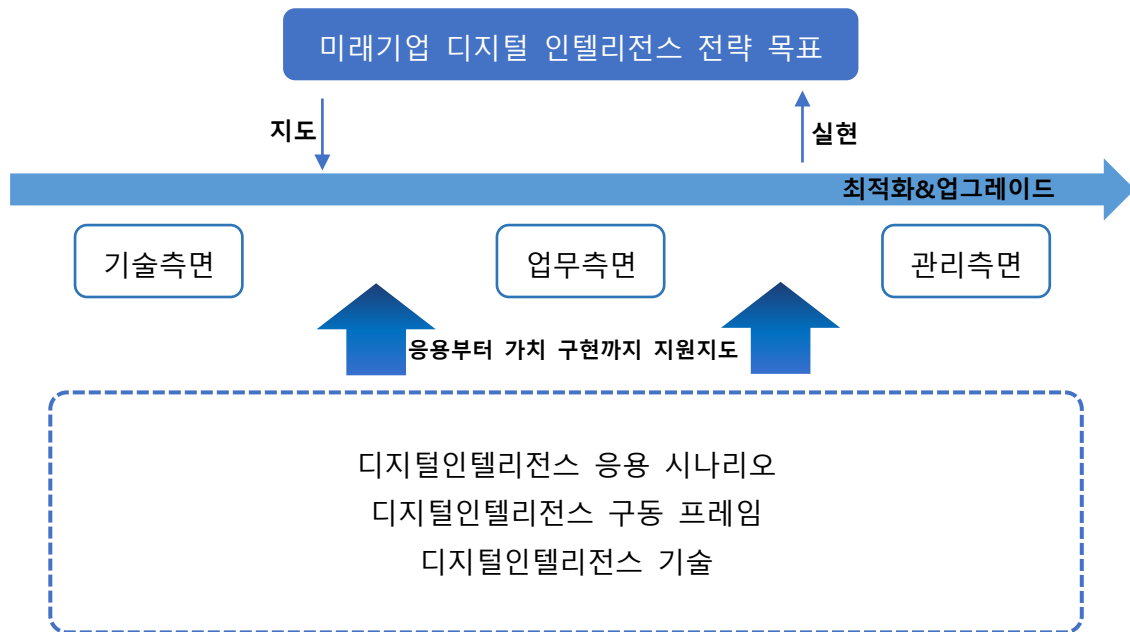 미래기업 디지털 인텔리전스 전략 목표
지도
실현
최적화&업그레이드
기술측면
업무측면
관리측면
응용부터 가치 구현까지 지원지도
디지털인텔리전스 응용 시나리오
디지털인텔리전스 구동 프레임
디지털인텔리전스 기술